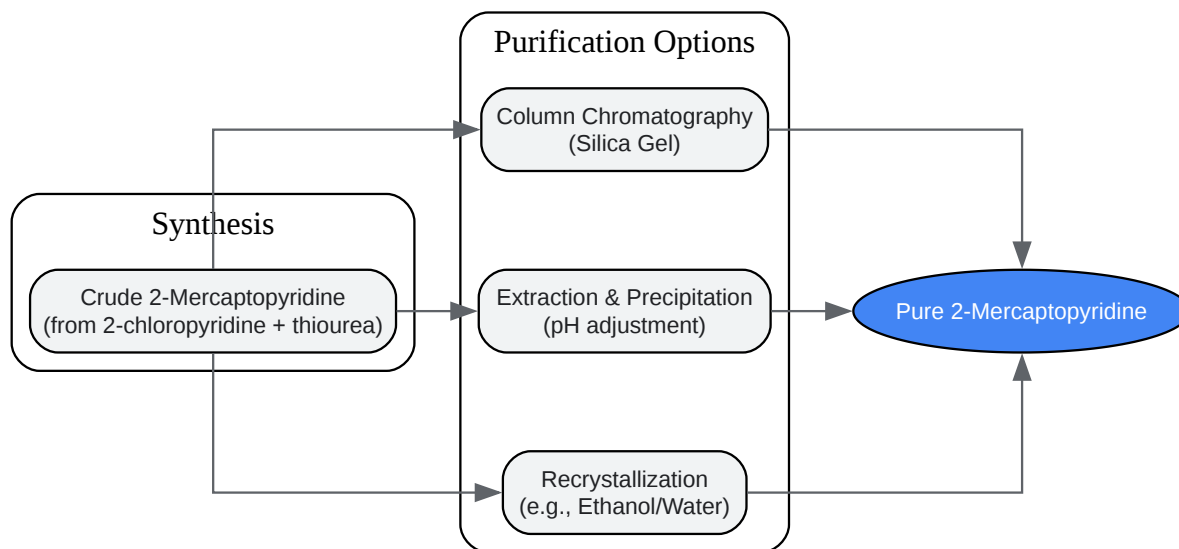 Purification Options
Column Chromatography
(Silica Gel)
Synthesis
Crude 2-Mercaptopyridine
(from 2-chloropyridine + thiourea)
Extraction & Precipitation
(pH adjustment)
Pure 2-Mercaptopyridine
Recrystallization
(e.g., Ethanol/Water)